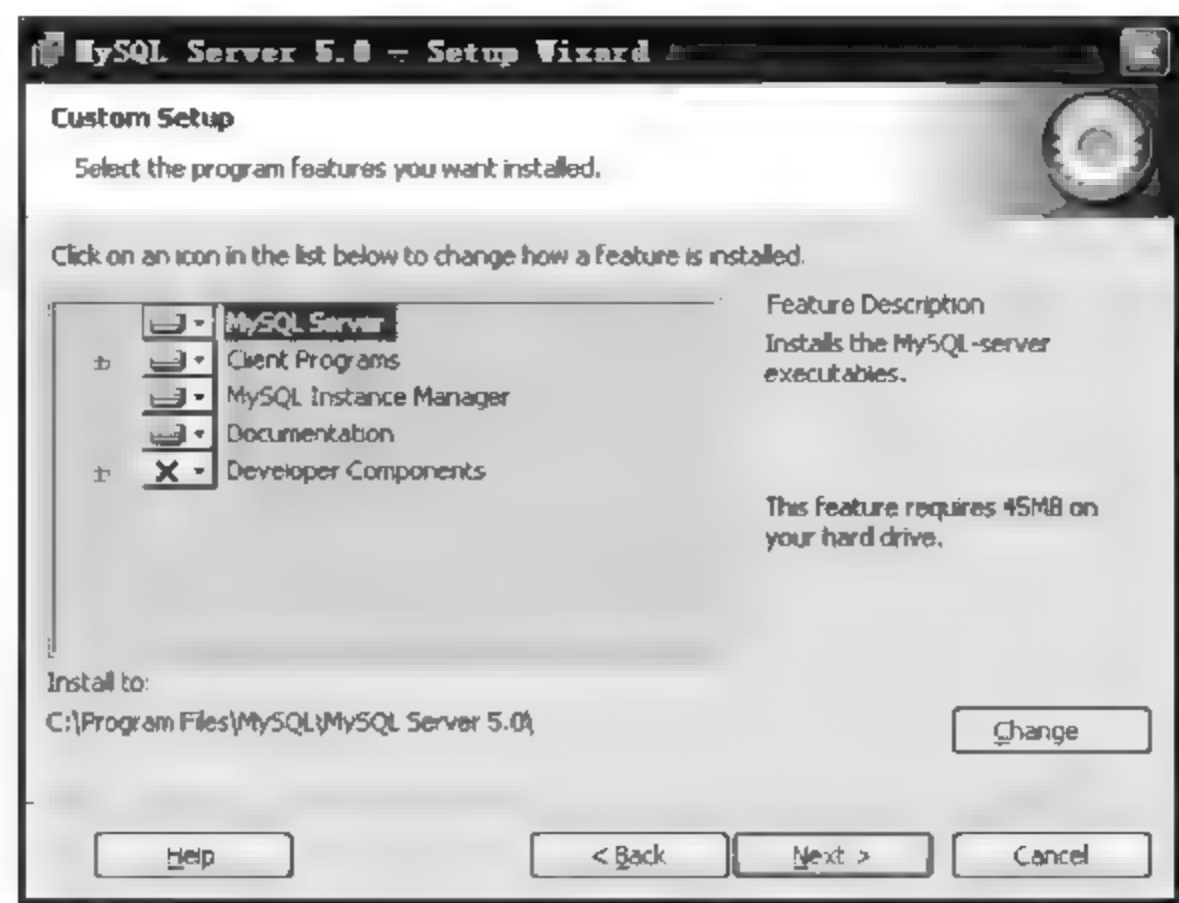 MySQL Server 5.0 - Setup Wizard
Custom Setup
Select the program features you want installed.
Click on an icon in the list below to change how a feature is installed.
MySQL Server
Client Programs
MySQL Instance Manager
Documentation
Developer Components
Feature Description
Installs the MySQL-server
executables.
This feature requires 45MB on
your hard drive.
Install to:
C:\Program Files\MySQL\MySQL Server 5.0\
Change
Help
< Back
Next >
Cancel